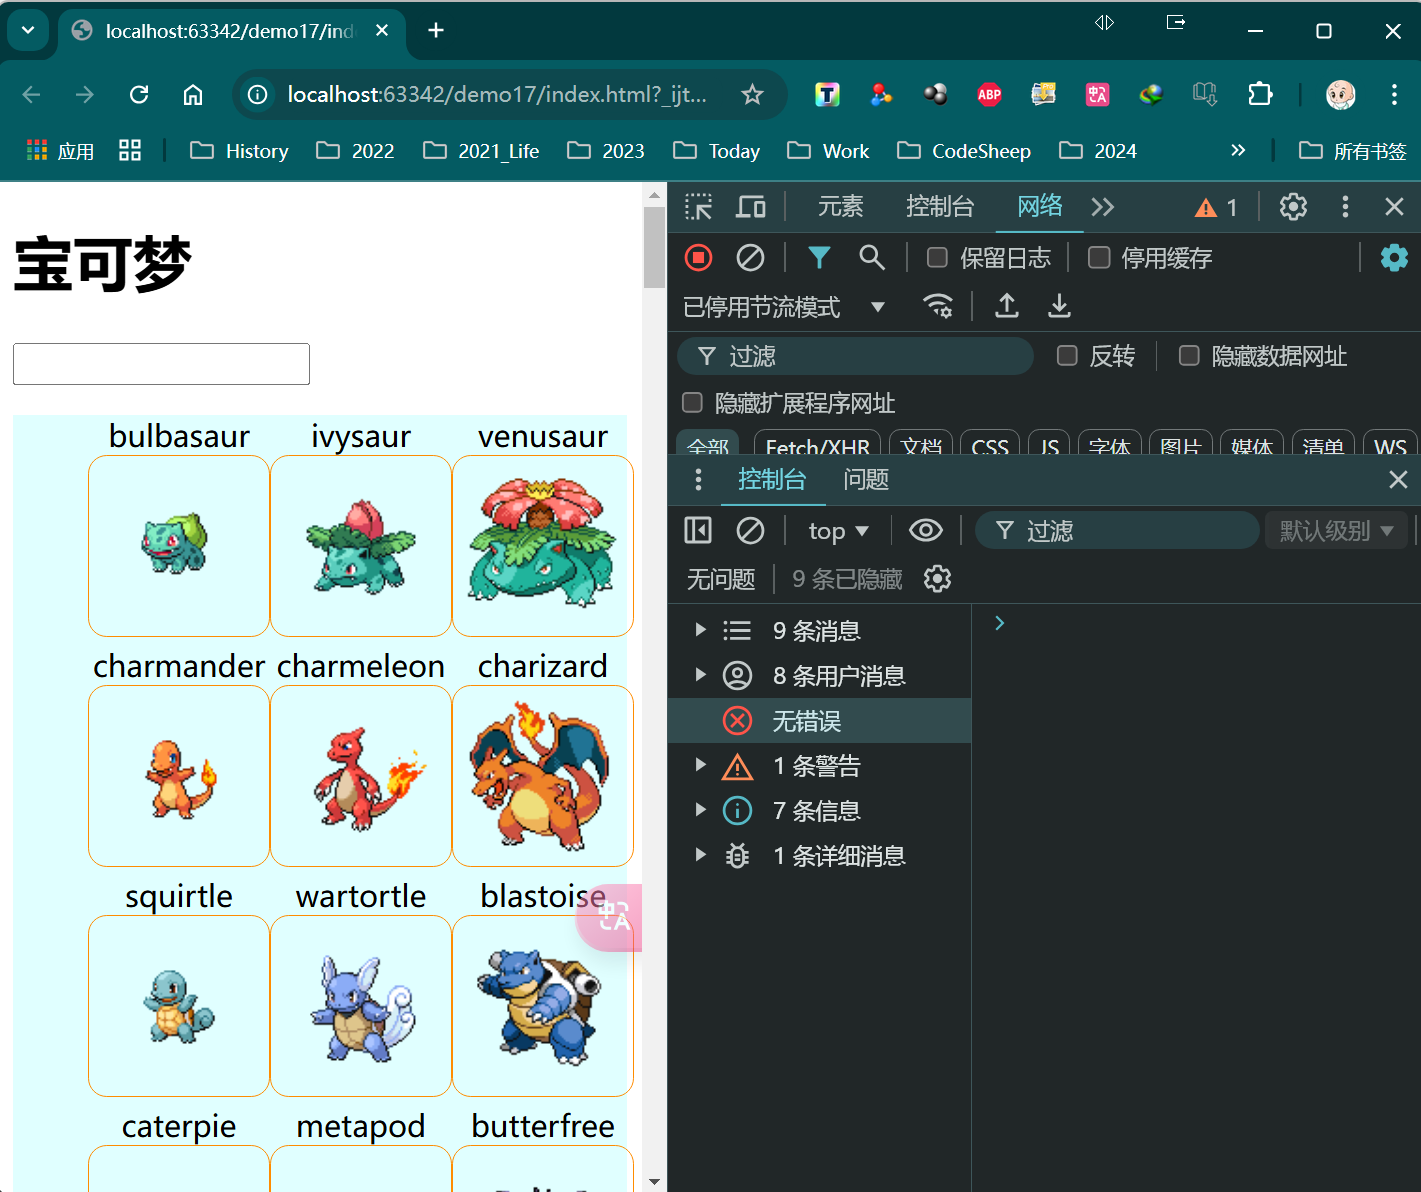 localhost:63342/demo17/ind
localhost:63342/demo17/index.html?_ijt...
T
ABP
中A
应用
History
2022
2021_Life
2023
Today
Work
CodeSheep
2024
所有书签
宝可梦
bulbasaur ivysaur venusaur
charmander charmeleon charizard
squirtle wartortle blastoise
中A
caterpie metapod butterfree
元素 控制台 网络 1
保留日志 停用缓存
已停用节流模式
过滤 反转 隐藏数据网址
隐藏扩展程序网址
全部 Fetch/XHR 文档 CSS JS 字体 图片 媒体 清单 WS
控制台 问题
top 过滤 默认级别
无问题 9 条已隐藏
9 条消息
8 条用户消息
无错误
1 条警告
7 条信息
1 条详细消息